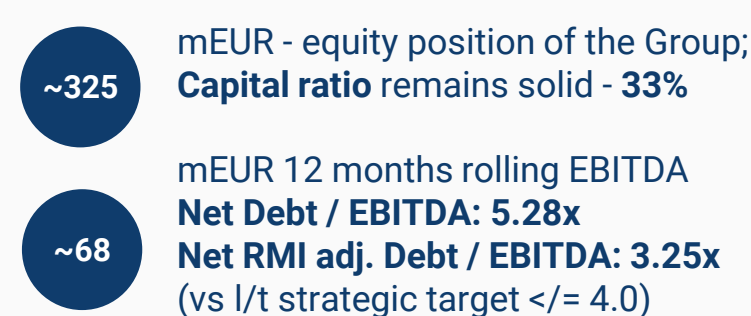 ~325
mEUR - equity position of the Group;
Capital ratio remains solid - 33%
~68
mEUR 12 months rolling EBITDA
Net Debt / EBITDA: 5.28x
Net RMI adj. Debt / EBITDA: 3.25x
(vs l/t strategic target </= 4.0)